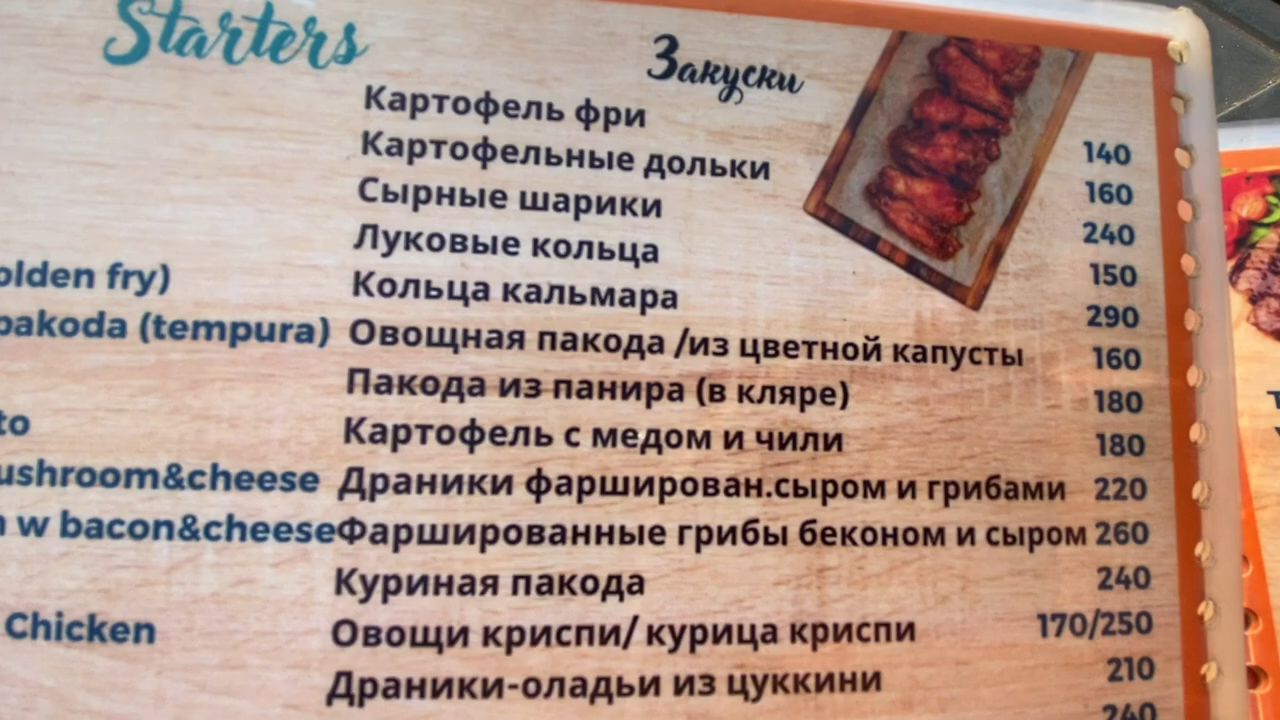 Starters Закуски
Картофель фри 140
Картофельные дольки 160
Сырные шарики 240
Луковые кольца 150
olden fry) Кольца кальмара 290
pakoda (tempura) Овощная пакода /из цветной капусты 160
Пакода из панира (в кляре) 180
to Картофель с медом и чили 180
ushroom&cheese Драники фарширован.сыром и грибами 220
w bacon&cheese Фаршированные грибы беконом и сыром 260
Куриная пакода 240
Chicken Овощи криспи/ курица криспи 170/250
Драники-оладьи из цуккини 210
240